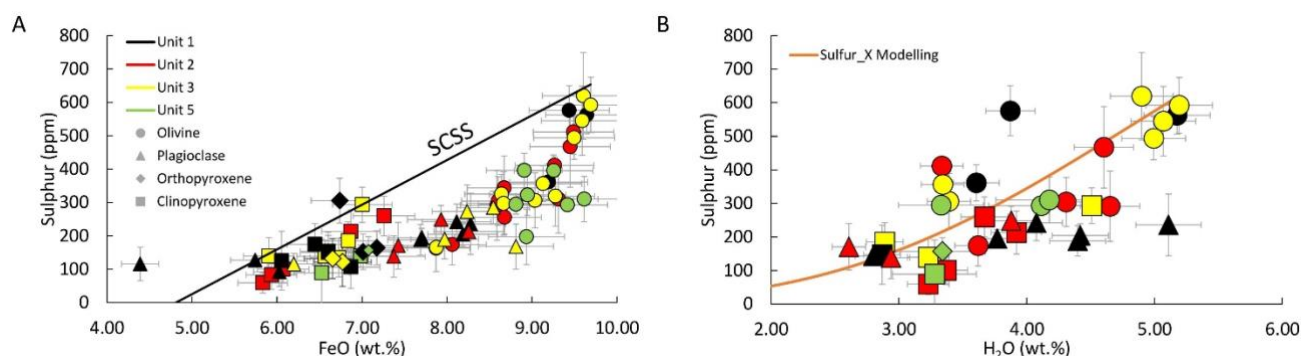 A
Sulphur (ppm)
800
700
600
500
400
300
200
100
0
Unit 1
Unit 2
Unit 3
Unit 5
Olivine
Plagioclase
Orthopyroxene
Clinopyroxene
SCSS
4.00 5.00 6.00 7.00 8.00 9.00 10.00
FeO (wt.%)
B
Sulphur (ppm)
800
700
600
500
400
300
200
100
0
Sulfur_X Modelling
2.00 3.00 4.00 5.00 6.00
H₂O (wt.%)